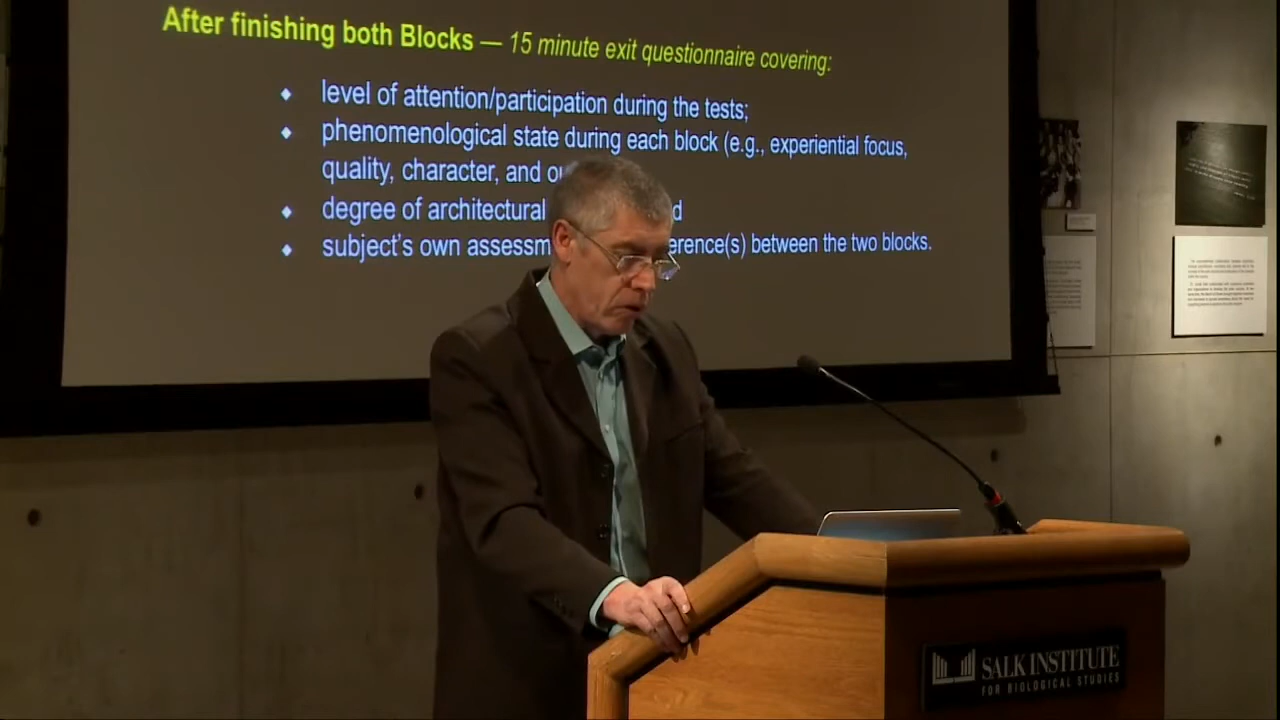 After finishing both Blocks — 15 minute exit questionnaire covering:
♦ level of attention/participation during the tests;
♦ phenomenological state during each block (e.g., experiential focus,
quality, character, and
♦ degree of architectural
♦ subject's own between the two blocks.
SALK INSTITUTE
FOR BIOLOGICAL STUDIES